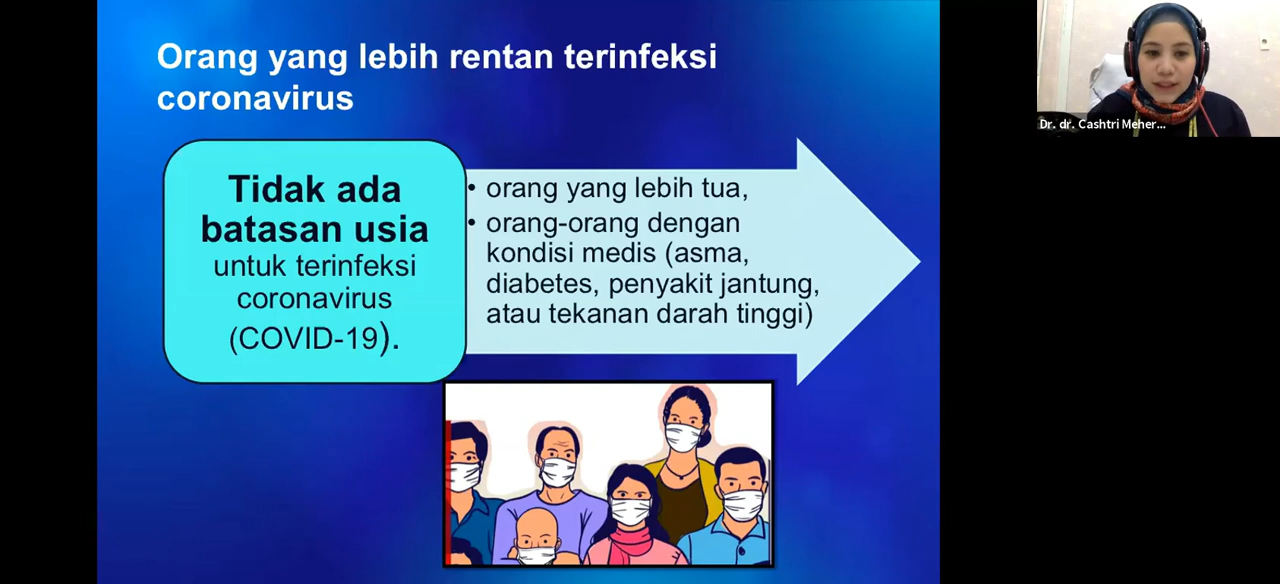 Orang yang lebih rentan terinfeksi
coronavirus
Tidak ada
batasan usia
untuk terinfeksi
coronavirus
(COVID-19).
• orang yang lebih tua,
• orang-orang dengan
kondisi medis (asma,
diabetes, penyakit jantung,
atau tekanan darah tinggi)
Dr. dr. Cashtri Meher...